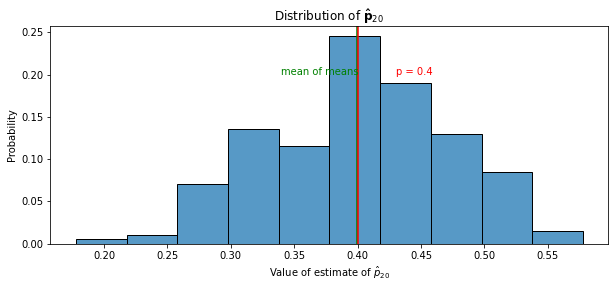 Distribution of p̂₂₀
Probability
0.25
0.20
0.15
0.10
0.05
0.00
mean of means
p = 0.4
0.20 0.25 0.30 0.35 0.40 0.45 0.50 0.55
Value of estimate of p̂₂₀